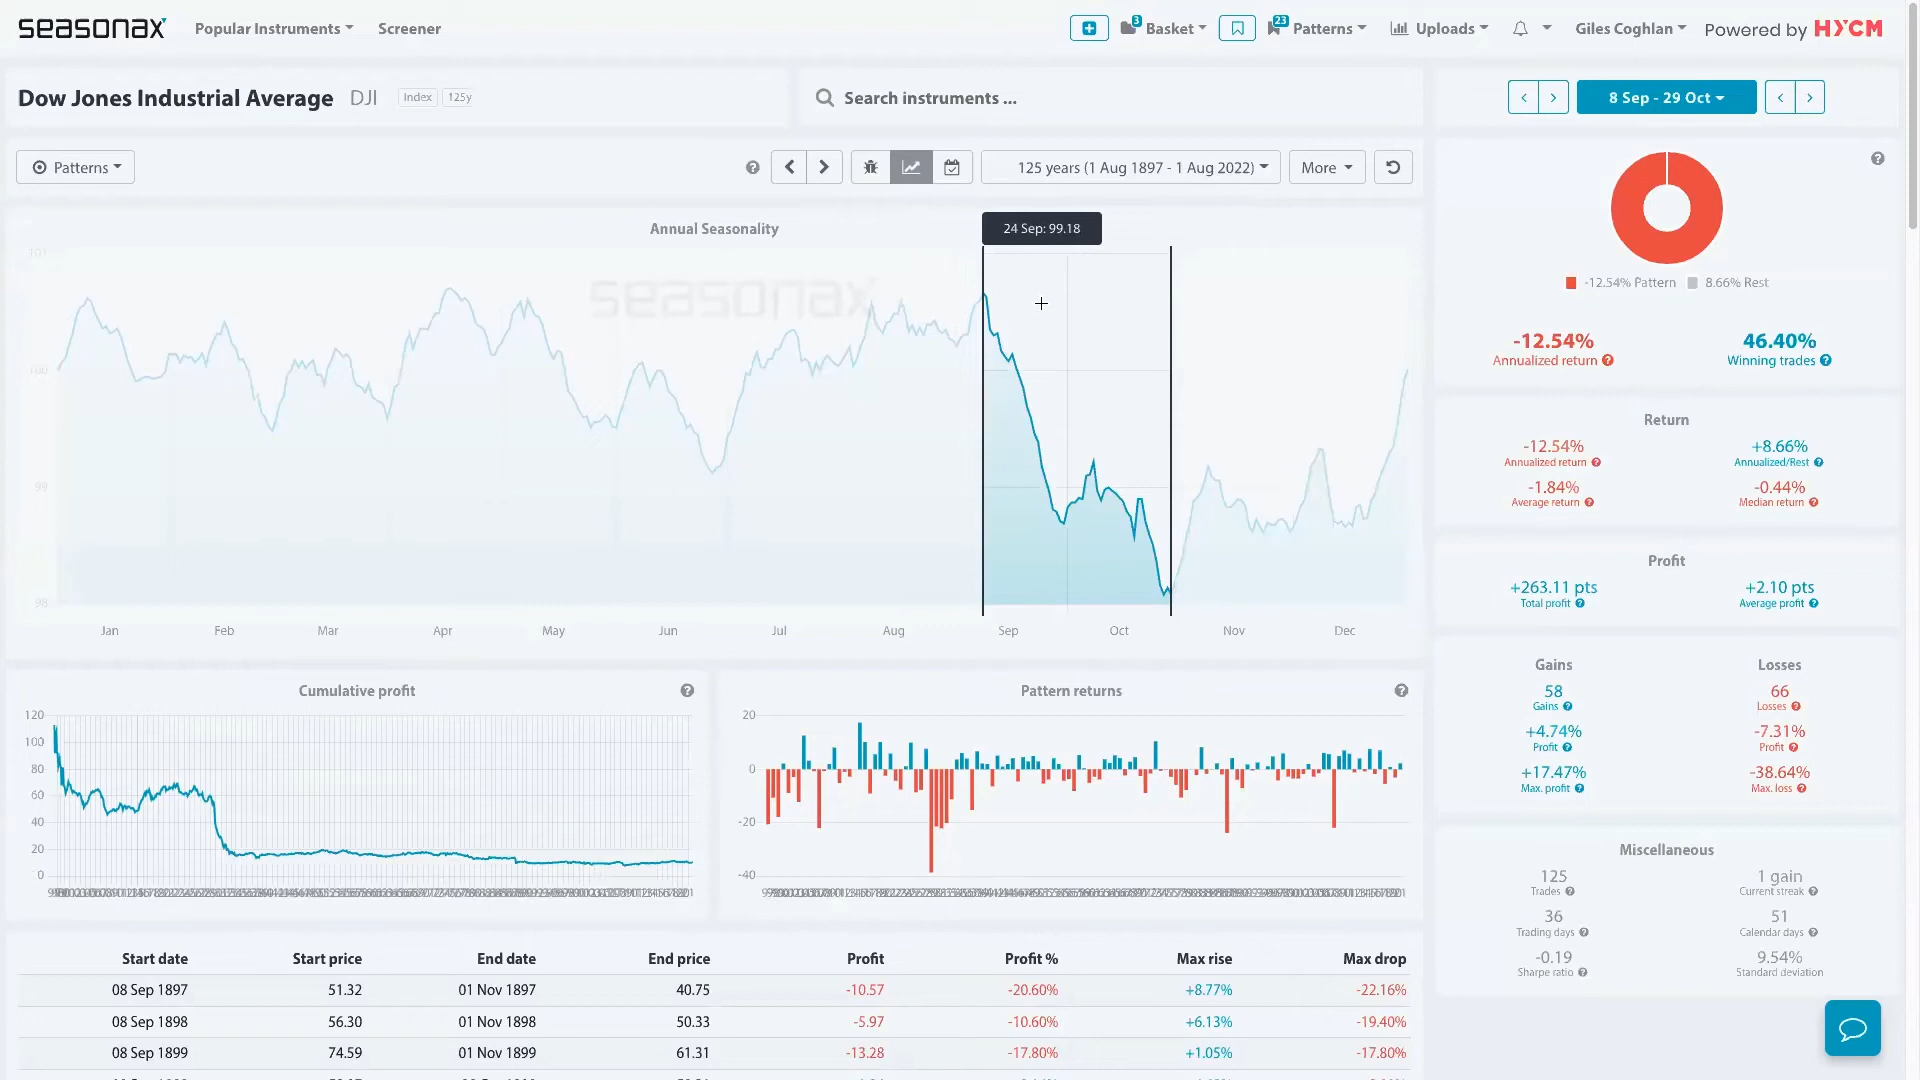 seasonax Popular Instruments Screener 3 Basket 23 Patterns Uploads Giles Coghlan Powered by HYCM
Dow Jones Industrial Average DJI Index 125y Search instruments ... 8 Sep - 29 Oct
Patterns 125 years (1 Aug 1897 - 1 Aug 2022) More
Annual Seasonality
24 Sep: 99.18
seasonax
101
100
99
98
Jan Feb Mar Apr May Jun Jul Aug Sep Oct Nov Dec
-12.54% Pattern 8.66% Rest
-12.54% 46.40%
Annualized return Winning trades
Return
-12.54% +8.66%
Annualized return Annualized/Rest
-1.84% -0.44%
Average return Median return
Profit
+263.11 pts +2.10 pts
Total profit Average profit
Gains Losses
58 66
Gains Losses
+4.74% -7.31%
Profit Profit
+17.47% -38.64%
Max. profit Max. loss
Miscellaneous
125 1 gain
Trades Current streak
36 51
Trading days Calendar days
-0.19 9.54%
Sharpe ratio Standard deviation
Cumulative profit
120
100
80
60
40
20
0
Pattern returns
20
0
-20
-40
Start date Start price End date End price Profit Profit % Max rise Max drop
08 Sep 1897 51.32 01 Nov 1897 40.75 -10.57 -20.60% +8.77% -22.16%
08 Sep 1898 56.30 01 Nov 1898 50.33 -5.97 -10.60% +6.13% -19.40%
08 Sep 1899 74.59 01 Nov 1899 61.31 -13.28 -17.80% +1.05% -17.80%